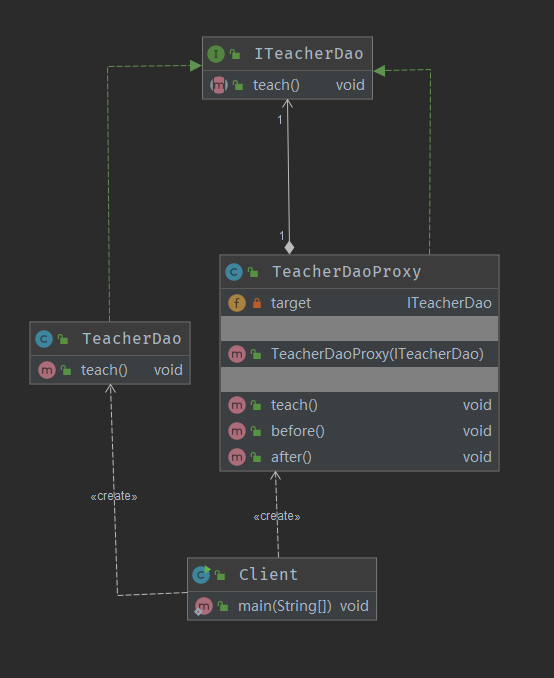 ITeacherDao
teach() void
1
1
TeacherDaoProxy
target ITeacherDao
TeacherDaoProxy(ITeacherDao)
teach() void
before() void
after() void
TeacherDao
teach() void
«create»
«create»
Client
main(String[]) void